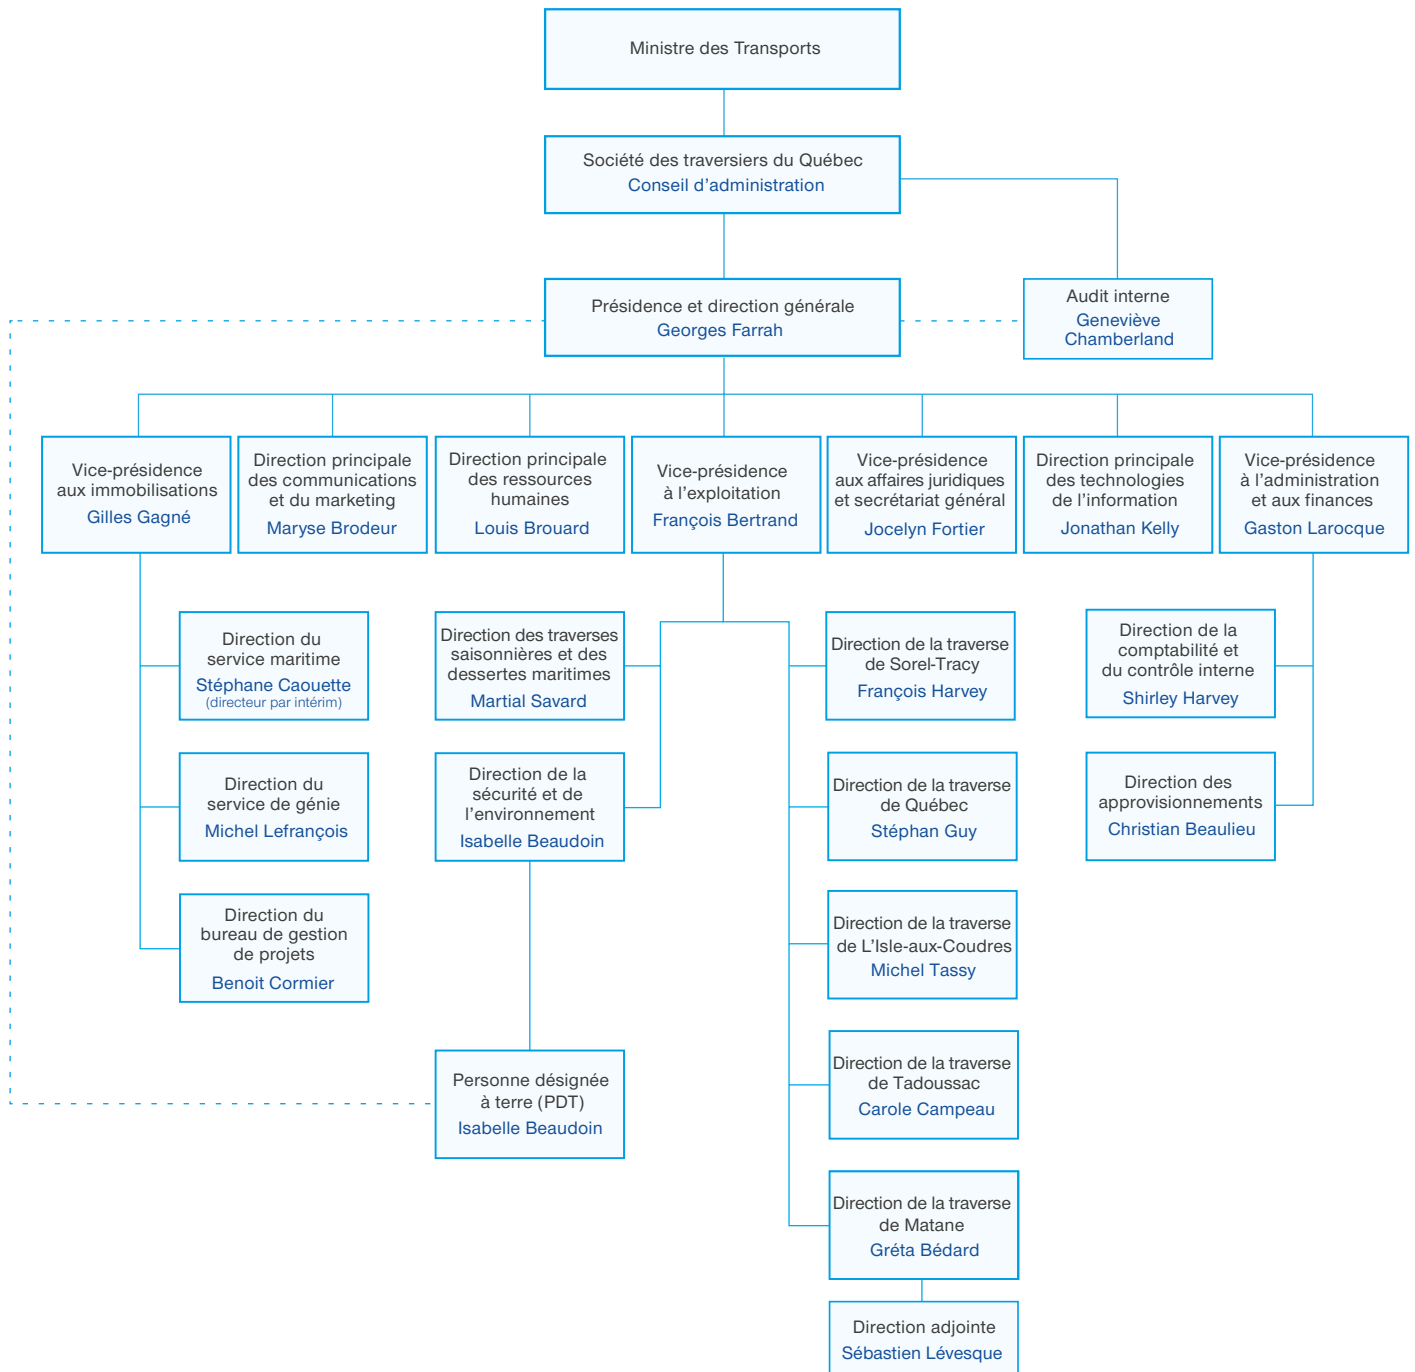 Ministre des Transports
Société des traversiers du Québec
Conseil d’administration
Présidence et direction générale
Georges Farrah
Audit interne
Geneviève
Chamberland
Vice-présidence
aux immobilisations
Gilles Gagné
Direction principale
des communications
et du marketing
Maryse Brodeur
Direction principale
des ressources
humaines
Louis Brouard
Vice-présidence
à l’exploitation
François Bertrand
Vice-présidence
aux affaires juridiques
et secrétariat général
Jocelyn Fortier
Direction principale
des technologies
de l’information
Jonathan Kelly
Vice-présidence
à l’administration
et aux finances
Gaston Larocque
Direction du
service maritime
Stéphane Caouette
(directeur par intérim)
Direction des traverses
saisonnières et des
dessertes maritimes
Martial Savard
Direction de la traverse
de Sorel-Tracy
François Harvey
Direction de la
comptabilité et
du contrôle interne
Shirley Harvey
Direction du
service de génie
Michel Lefrançois
Direction de la
sécurité et de
l’environnement
Isabelle Beaudoin
Direction de la traverse
de Québec
Stéphan Guy
Direction des
approvisionnements
Christian Beaulieu
Direction du
bureau de gestion
de projets
Benoit Cormier
Direction de la traverse
de L’Isle-aux-Coudres
Michel Tassy
Personne désignée
à terre (PDT)
Isabelle Beaudoin
Direction de la traverse
de Tadoussac
Carole Campeau
Direction de la traverse
de Matane
Gréta Bédard
Direction adjointe
Sébastien Lévesque